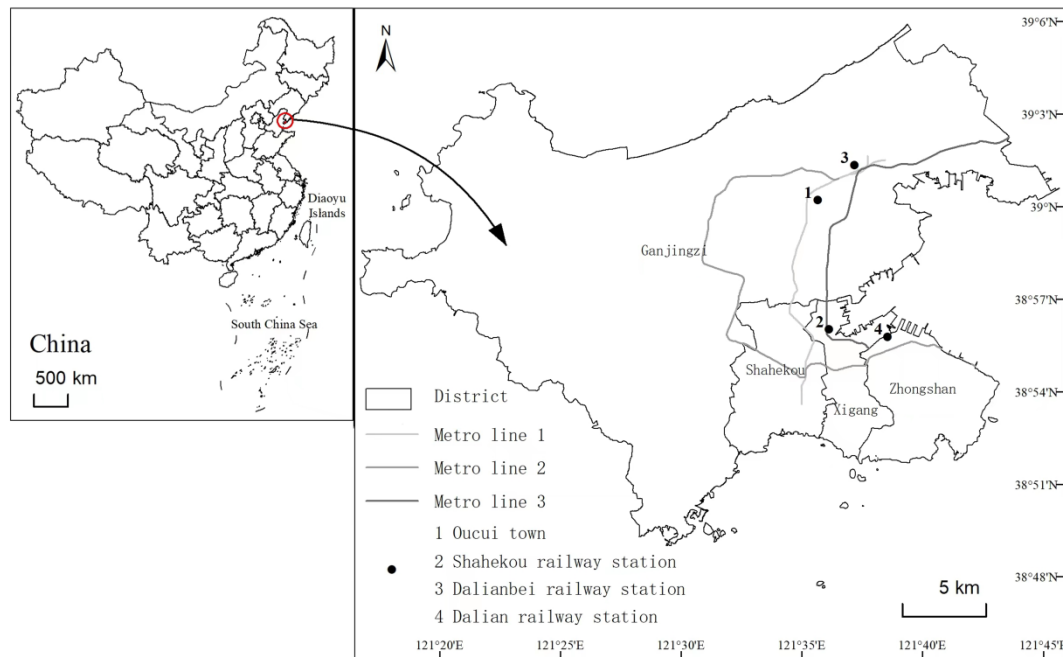 Diaoyu
Islands
South China Sea
China
500 km
N
39°6′N
39°3′N
39°N
38°57′N
38°54′N
38°51′N
38°48′N
3
1
Ganjingzi
2
4
Shahekou
Zhongshan
Xigang
District
Metro line 1
Metro line 2
Metro line 3
1 Oucui town
2 Shahekou railway station
3 Dalianbei railway station
4 Dalian railway station
5 km
121°20′E
121°25′E
121°30′E
121°35′E
121°40′E
121°45′E